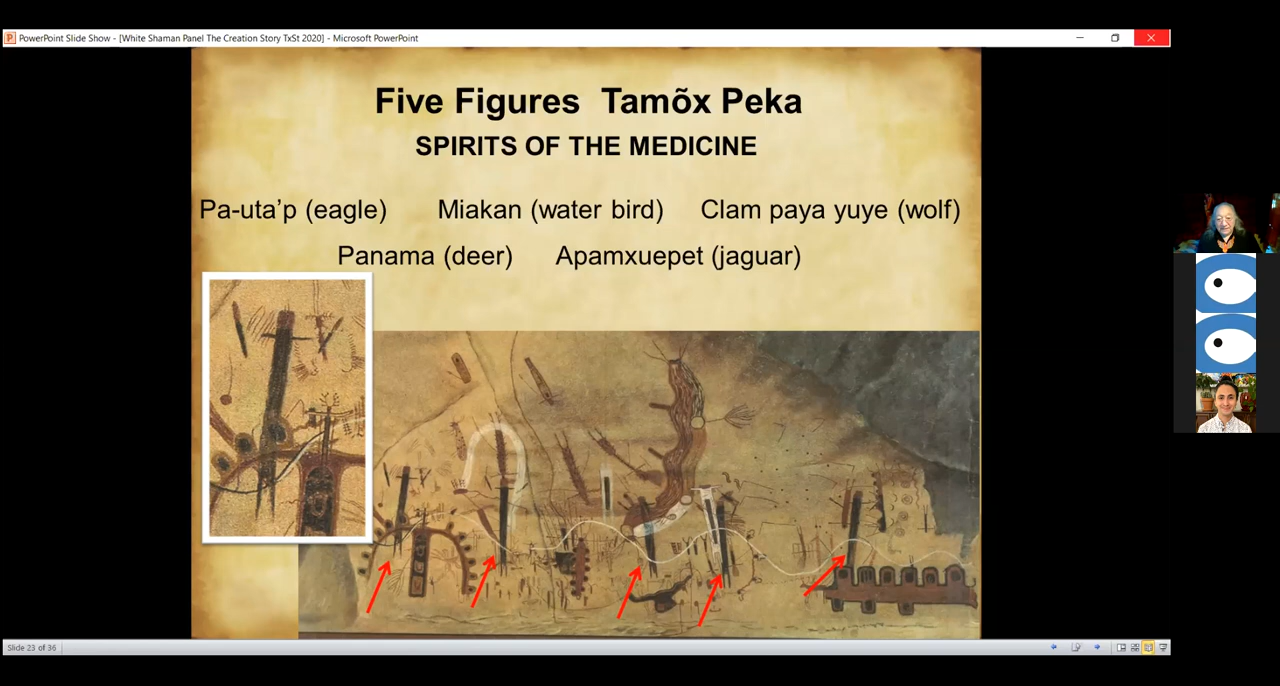 PowerPoint Slide Show - [White Shaman Panel The Creation Story TxSt 2020] - Microsoft PowerPoint
Five Figures Tamõx Peka
SPIRITS OF THE MEDICINE
Pa-uta’p (eagle) Miakan (water bird) Clam paya yuye (wolf)
Panama (deer) Apamxuepet (jaguar)
Slide 23 of 36